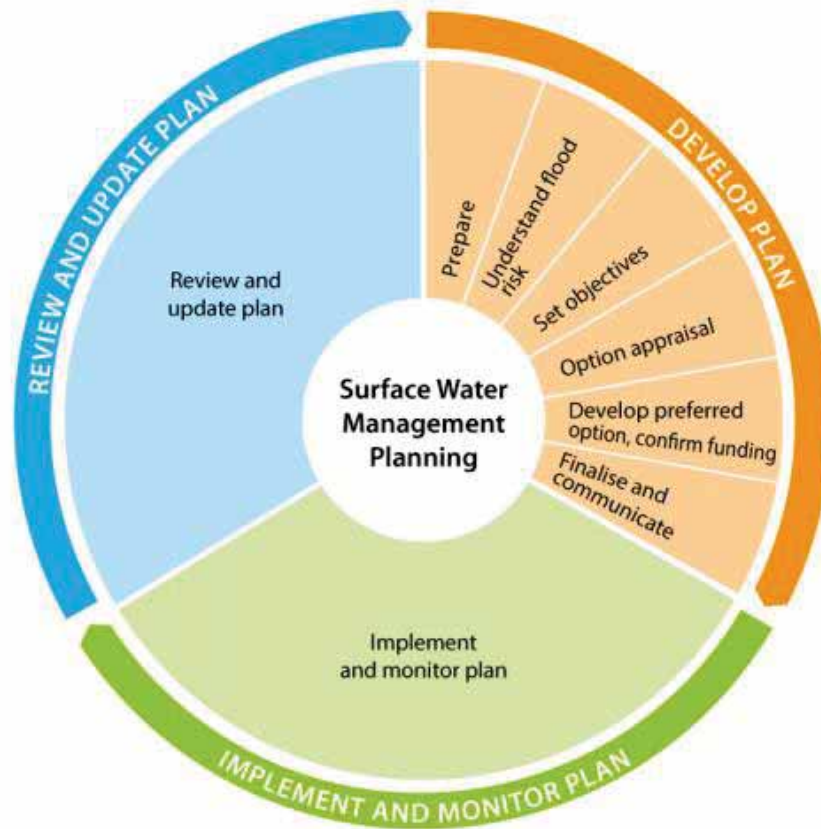 REVIEW AND UPDATE PLAN
DEVELOP PLAN
Prepare
Understand flood
risk
Set objectives
Option appraisal
Develop preferred
option, confirm funding
Finalise and
communicate
Review and
update plan
Surface Water
Management
Planning
Implement
and monitor plan
IMPLEMENT AND MONITOR PLAN